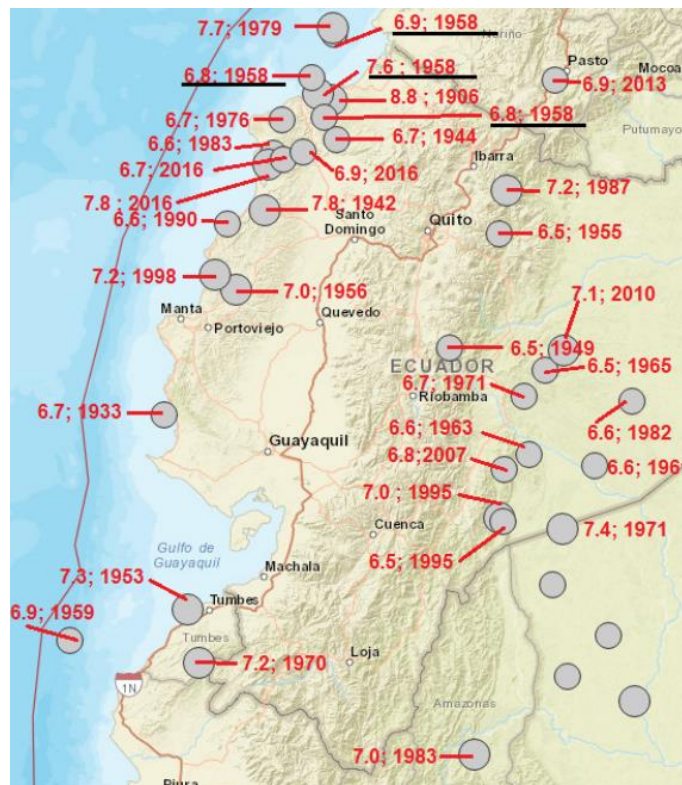 7.7; 1979
6.9; 1958
Nariño
6.8; 1958
7.6; 1958
Pasto
Mocoa
8.8 ; 1906
6.9; 2013
6.7; 1976
6.8; 1958
Putumayo
6.6; 1983
6.7; 1944
6.7; 2016
Ibarra
6.9; 2016
7.8 ; 2016
7.2; 1987
7.8; 1942
6.6; 1990
Santo
Domingo
Quito
6.5; 1955
7.2; 1998
7.0; 1956
7.1; 2010
Manta
Quevedo
Portoviejo
6.5; 1949
ECUADOR
6.5; 1965
6.7; 1971
Riobamba
6.7; 1933
6.6; 1963
6.6; 1982
Guayaquil
6.8;2007
6.6; 196
7.0 ; 1995
Cuenca
7.4; 1971
Gulfo de
Guayaquil
6.5; 1995
Machala
7.3; 1953
6.9; 1959
Tumbes
Tumbes
7.2; 1970
Loja
1N
Amazonas
7.0; 1983
Piura